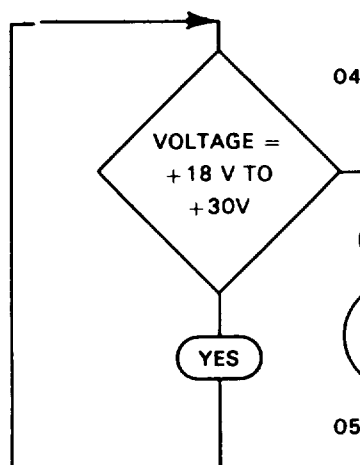 04
VOLTAGE =
+18 V TO
+30V
YES
05